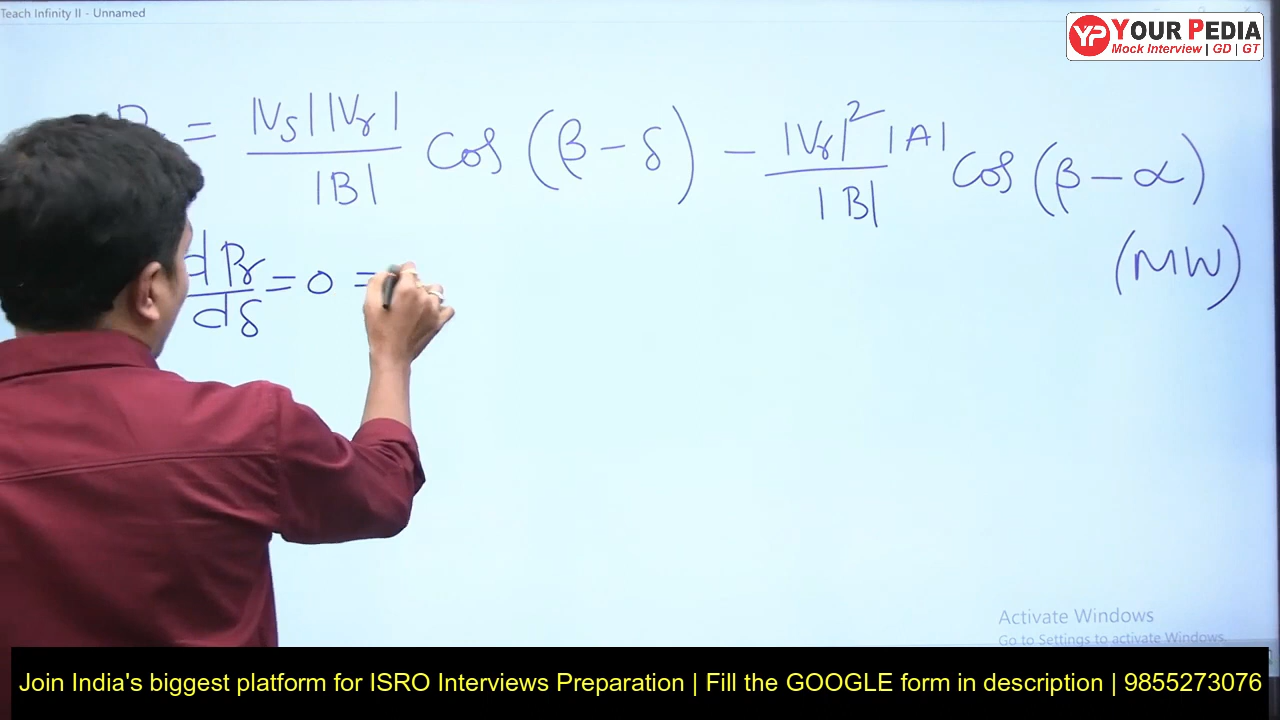 Teach Infinity II - Unnamed
YP YOUR PEDIA
Mock Interview | GD | GT
= |Vs| |Vr| / |B| cos (β - δ) - |Vr|² |A| / |B| cos (β - α)
(MW)
dPr / dδ = 0 =
Activate Windows
Go to Settings to activate Windows.
Join India's biggest platform for ISRO Interviews Preparation | Fill the GOOGLE form in description | 9855273076